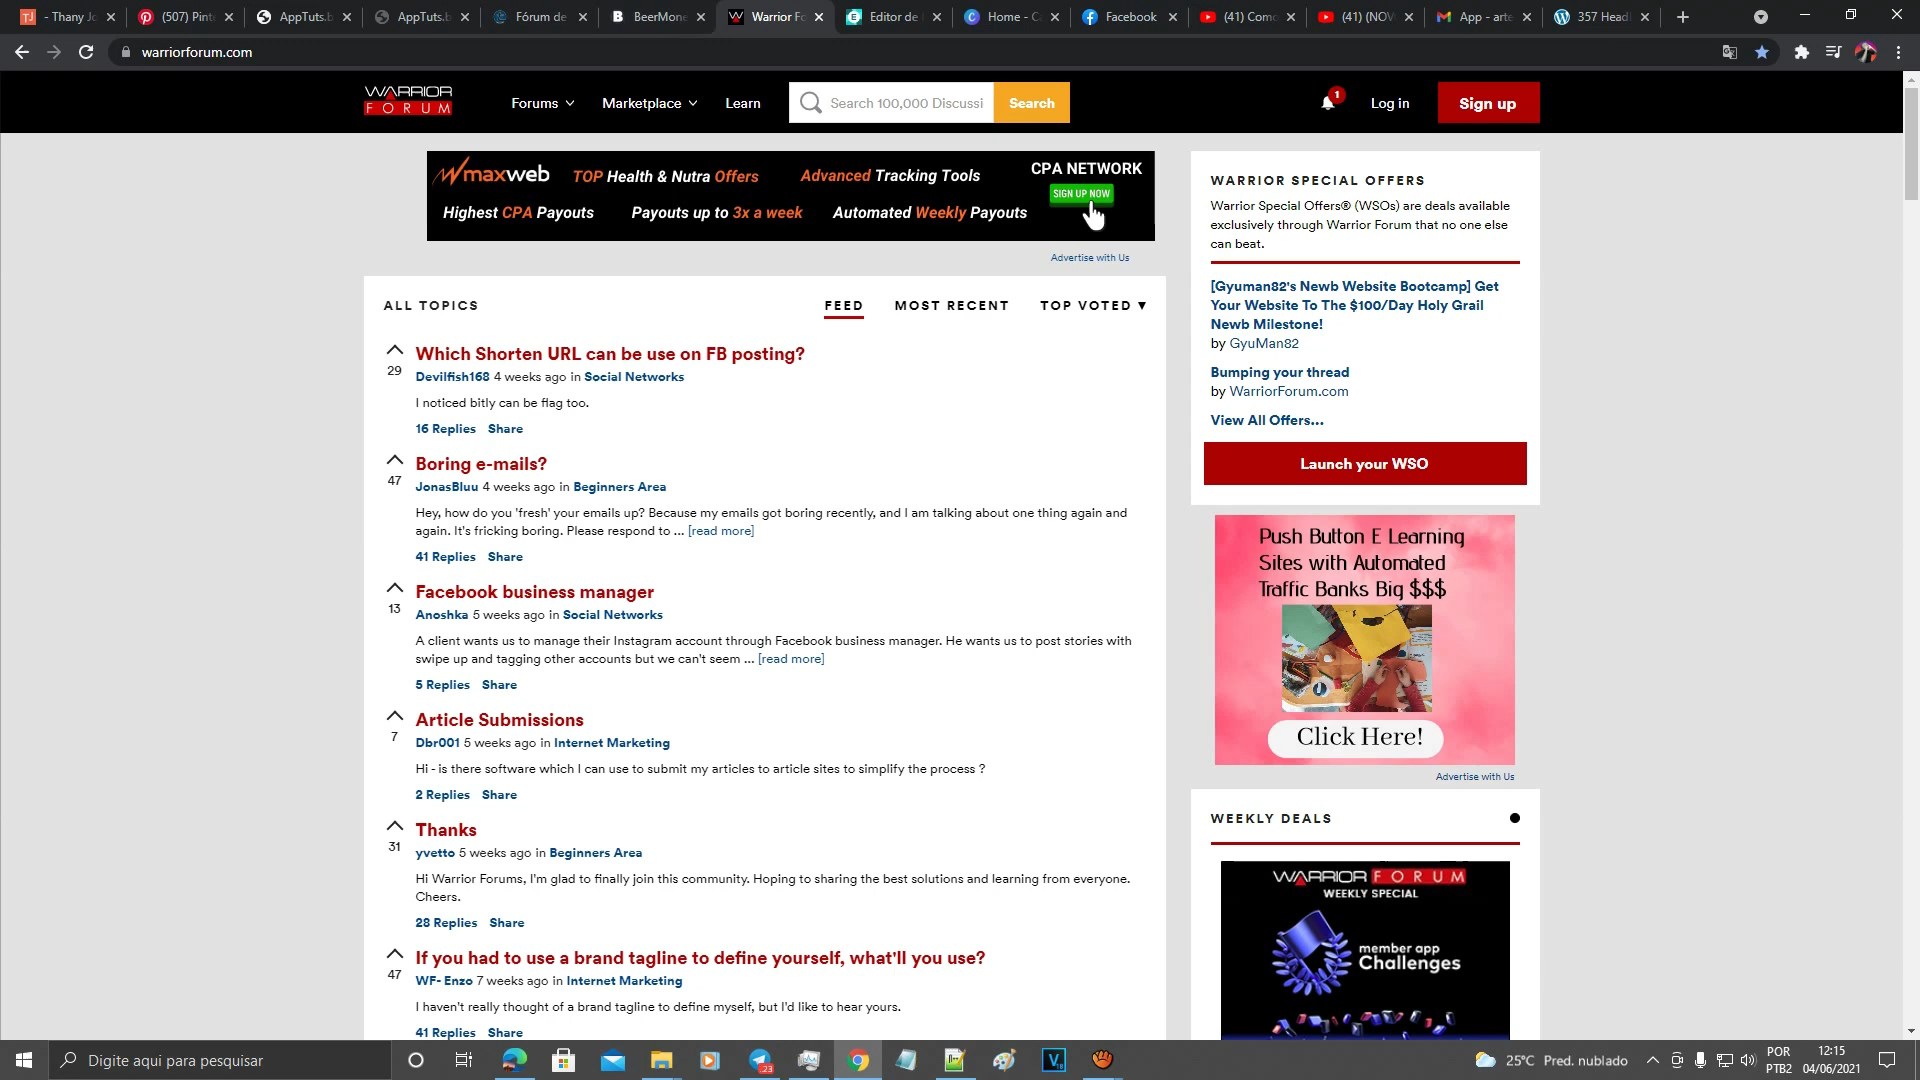 - Thany Jo
(507) Pint
AppTuts.b
AppTuts.b
Fórum de
BeerMone
Warrior Fo
Editor de
Home - Ca
Facebook
(41) Como
(41) (NOV
App - arte
357 Headl
warriorforum.com
WARRIOR
FORUM
Forums
Marketplace
Learn
Search 100,000 Discussi
Search
1
Log in
Sign up
maxweb
TOP Health & Nutra Offers
Advanced Tracking Tools
CPA NETWORK
SIGN UP NOW
Highest CPA Payouts
Payouts up to 3x a week
Automated Weekly Payouts
Advertise with Us
ALL TOPICS
FEED
MOST RECENT
TOP VOTED ▼
Which Shorten URL can be use on FB posting?
29
Devilfish168 4 weeks ago in Social Networks
I noticed bitly can be flag too.
16 Replies Share
Boring e-mails?
47
JonasBluu 4 weeks ago in Beginners Area
Hey, how do you 'fresh' your emails up? Because my emails got boring recently, and I am talking about one thing again and
again. It's fricking boring. Please respond to ... [read more]
41 Replies Share
Facebook business manager
13
Anoshka 5 weeks ago in Social Networks
A client wants us to manage their Instagram account through Facebook business manager. He wants us to post stories with
swipe up and tagging other accounts but we can't seem ... [read more]
5 Replies Share
Article Submissions
7
Dbr001 5 weeks ago in Internet Marketing
Hi - is there software which I can use to submit my articles to article sites to simplify the process ?
2 Replies Share
Thanks
31
yvetto 5 weeks ago in Beginners Area
Hi Warrior Forums, I'm glad to finally join this community. Hoping to sharing the best solutions and learning from everyone.
Cheers.
28 Replies Share
If you had to use a brand tagline to define yourself, what'll you use?
47
WF- Enzo 7 weeks ago in Internet Marketing
I haven't really thought of a brand tagline to define myself, but I'd like to hear yours.
41 Replies Share
WARRIOR SPECIAL OFFERS
Warrior Special Offers® (WSOs) are deals available
exclusively through Warrior Forum that no one else
can beat.
[Gyuman82's Newb Website Bootcamp] Get
Your Website To The $100/Day Holy Grail
Newb Milestone!
by GyuMan82
Bumping your thread
by WarriorForum.com
View All Offers...
Launch your WSO
Push Button E Learning
Sites with Automated
Traffic Banks Big $$$
Click Here!
Advertise with Us
WEEKLY DEALS
WARRIOR FORUM
WEEKLY SPECIAL
member app
Challenges
Digite aqui para pesquisar
23
25°C Pred. nublado
POR
PTB2
12:15
04/06/2021